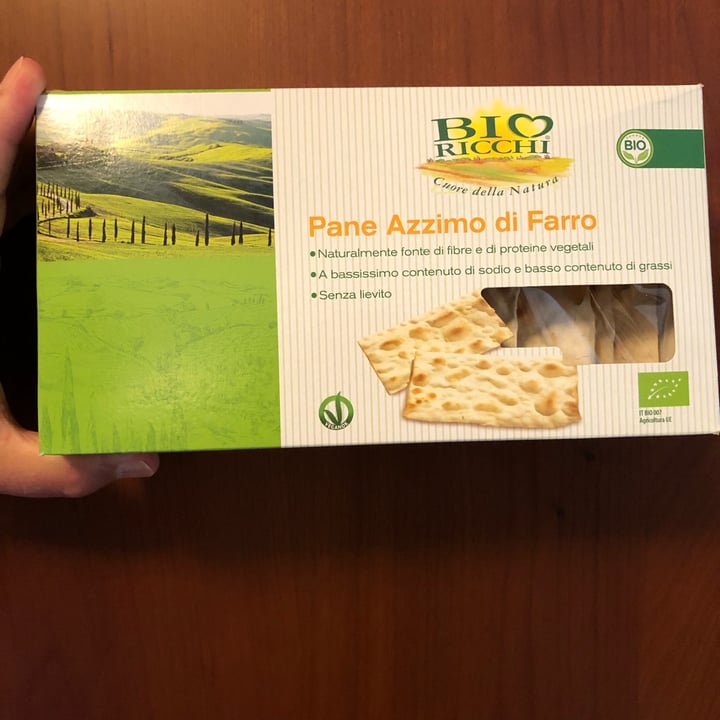 BIO
RICCHI®
Cuore della Natura
BIO
Pane Azzimo di Farro
•Naturalmente fonte di fibre e di proteine vegetali
•A bassissimo contenuto di sodio e basso contenuto di grassi
•Senza lievito
VEGANOK
IT BIO 007
Agricoltura UE